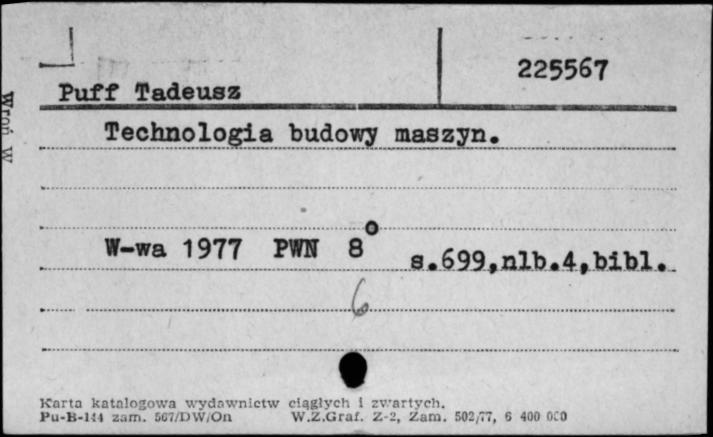 225567
Puff Tadeusz
Technologia budowy maszyn.
W-wa 1977 PWN 8°
s.699,nlb.4,bibl.
6
Karta katalogowa wydawnictw ciągłych i zwartych.
Pu-B-144 zam. 567/DW/On W.Z.Graf. Z-2, Zam. 502/77, 6 400 000